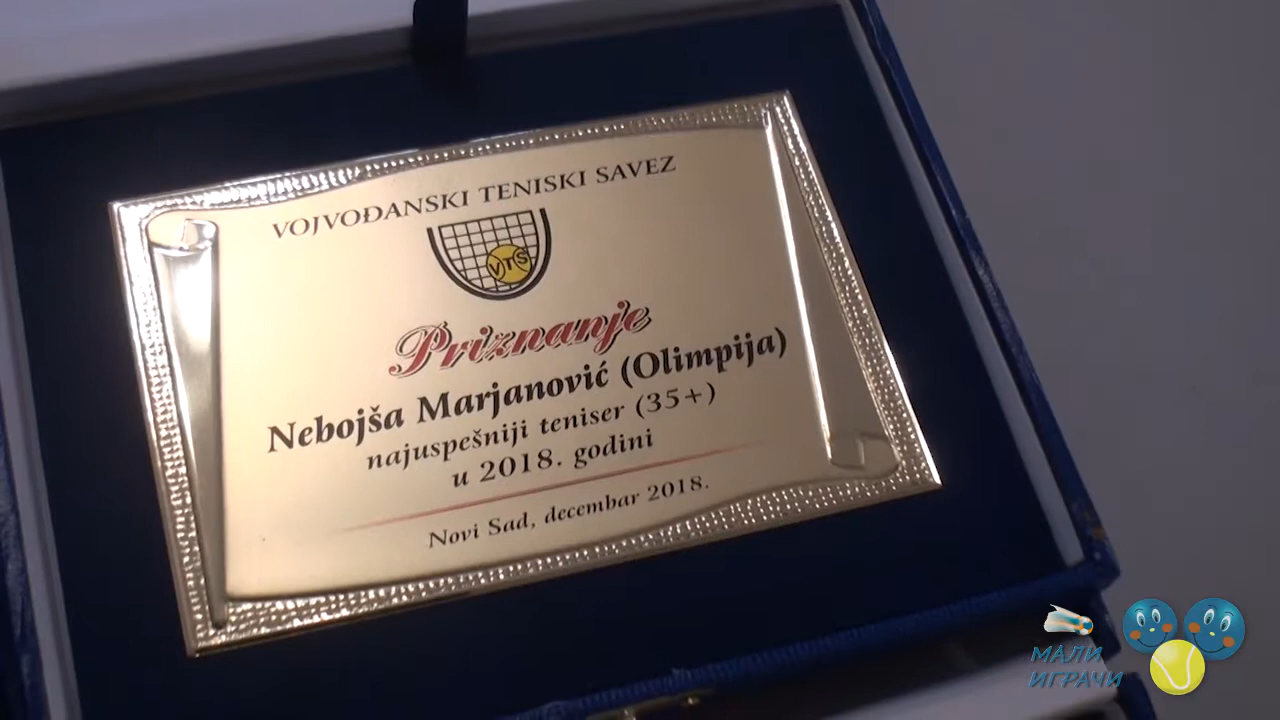 VOJVOĐANSKI TENISKI SAVEZ
VTS
Priznanje
Nebojša Marjanović (Olimpija)
najuspešniji teniser (35+)
u 2018. godini
Novi Sad, decembar 2018.
МАЛИ
ИГРАЧИ